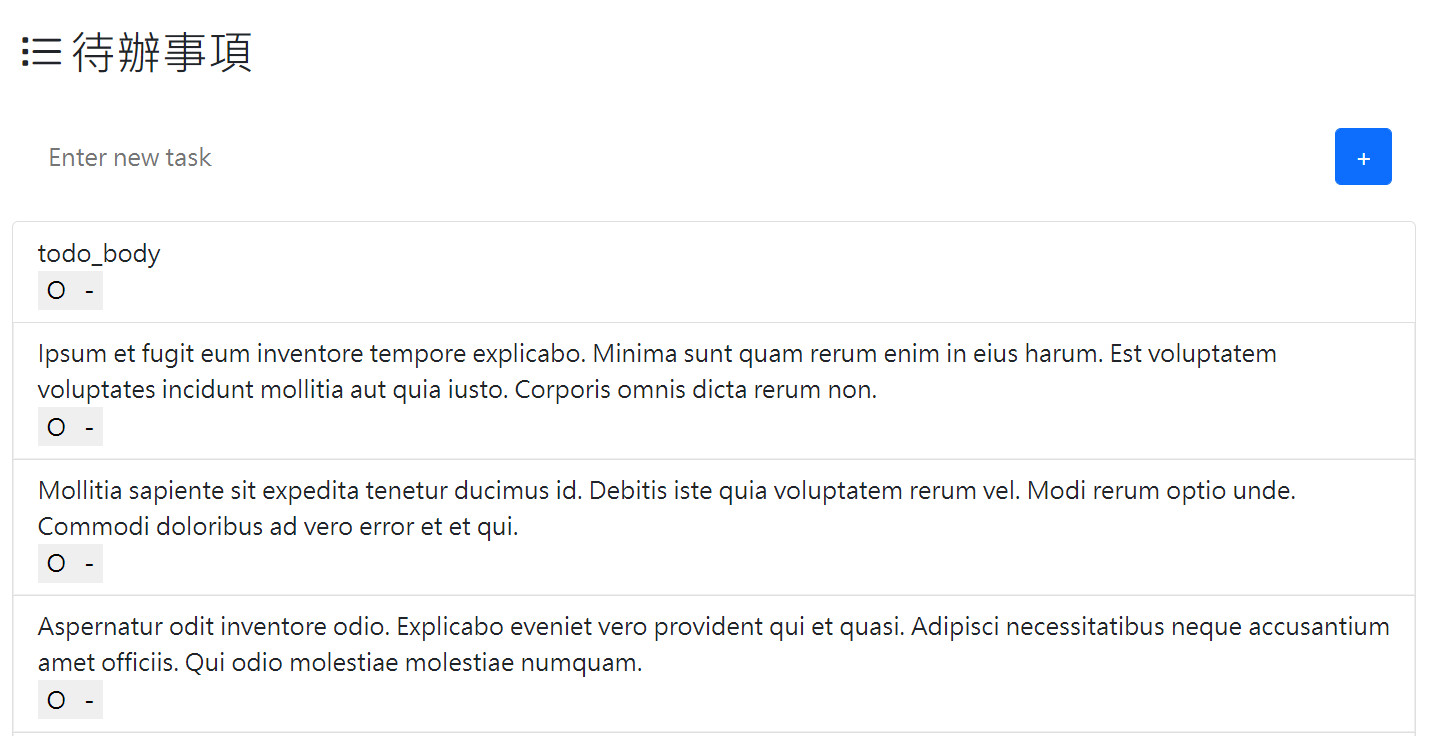 待辦事項
Enter new task
+
todo_body
O -
Ipsum et fugit eum inventore tempore explicabo. Minima sunt quam rerum enim in eius harum. Est voluptatem
voluptates incidunt mollitia aut quia iusto. Corporis omnis dicta rerum non.
O -
Mollitia sapiente sit expedita tenetur ducimus id. Debitis iste quia voluptatem rerum vel. Modi rerum optio unde.
Commodi doloribus ad vero error et et qui.
O -
Aspernatur odit inventore odio. Explicabo eveniet vero provident qui et quasi. Adipisci necessitatibus neque accusantium
amet officiis. Qui odio molestiae molestiae numquam.
O -